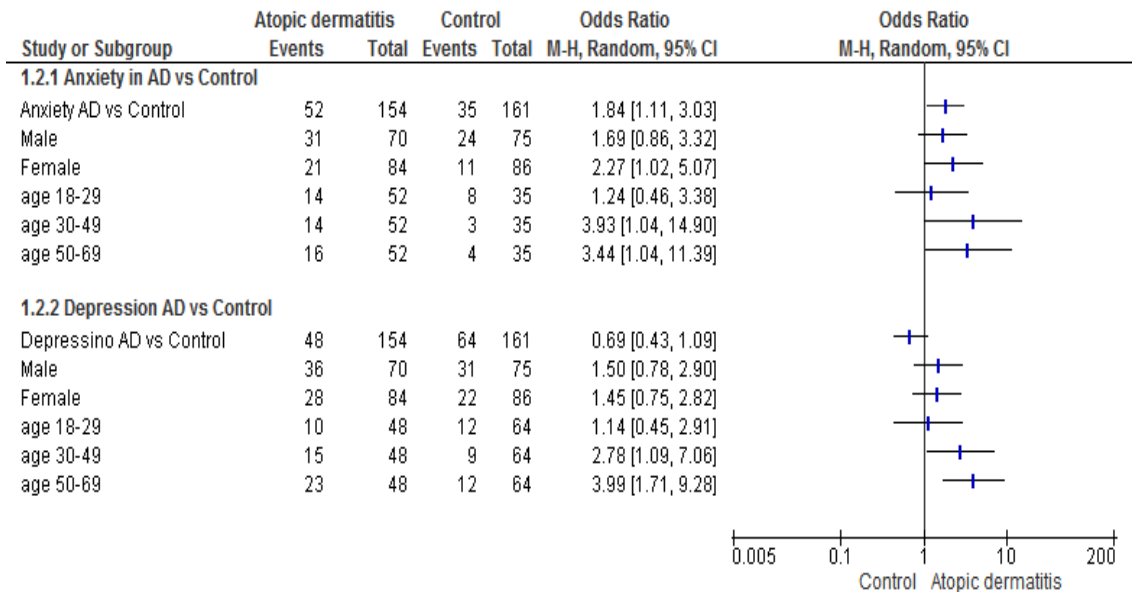 Atopic dermatitis Control Odds Ratio Odds Ratio
Study or Subgroup Events Total Events Total M-H, Random, 95% CI M-H, Random, 95% CI
1.2.1 Anxiety in AD vs Control
Anxiety AD vs Control 52 154 35 161 1.84 [1.11, 3.03]
Male 31 70 24 75 1.69 [0.86, 3.32]
Female 21 84 11 86 2.27 [1.02, 5.07]
age 18-29 14 52 8 35 1.24 [0.46, 3.38]
age 30-49 14 52 3 35 3.93 [1.04, 14.90]
age 50-69 16 52 4 35 3.44 [1.04, 11.39]
1.2.2 Depression AD vs Control
Depressino AD vs Control 48 154 64 161 0.69 [0.43, 1.09]
Male 36 70 31 75 1.50 [0.78, 2.90]
Female 28 84 22 86 1.45 [0.75, 2.82]
age 18-29 10 48 12 64 1.14 [0.45, 2.91]
age 30-49 15 48 9 64 2.78 [1.09, 7.06]
age 50-69 23 48 12 64 3.99 [1.71, 9.28]
0.005 0.1 1 10 200
Control Atopic dermatitis